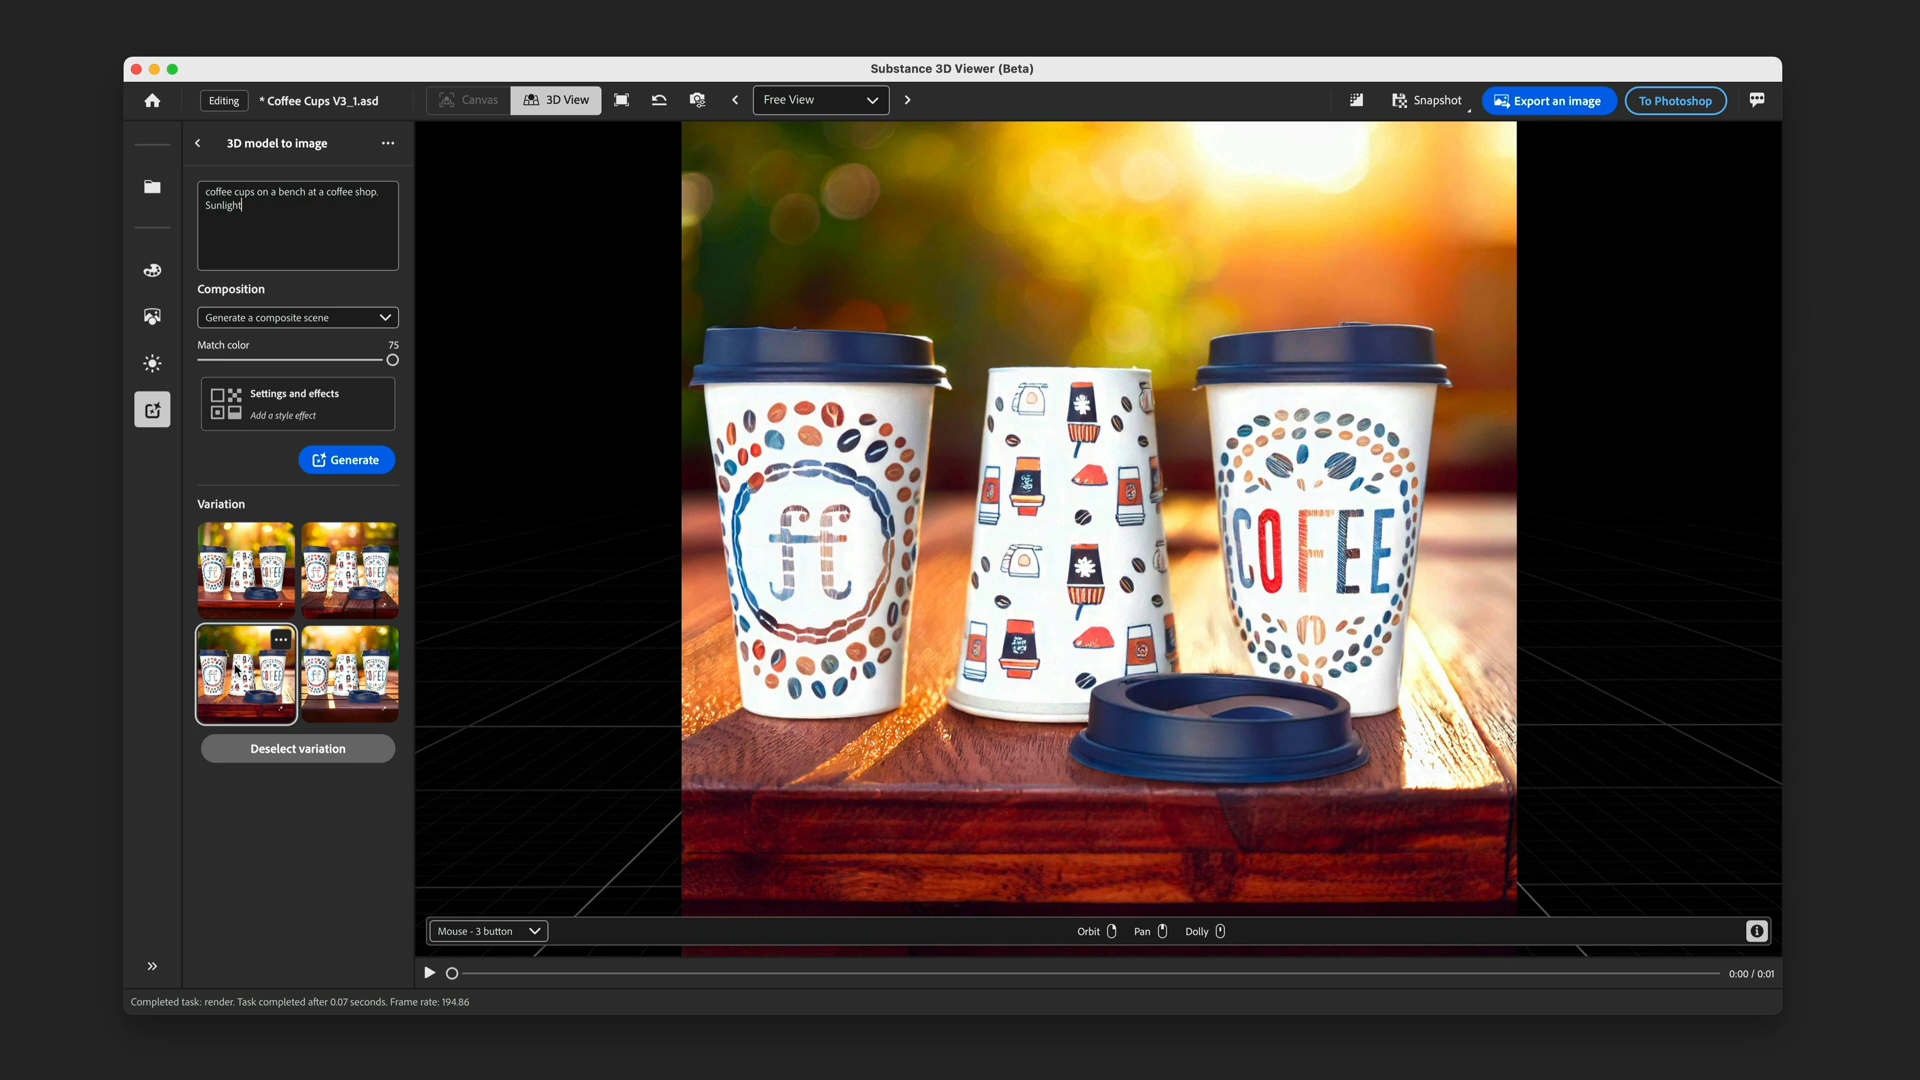 Substance 3D Viewer (Beta)
Editing
* Coffee Cups V3_1.asd
Canvas
3D View
Free View
Snapshot
Export an image
To Photoshop
3D model to image
coffee cups on a bench at a coffee shop.
Sunlight
Composition
Generate a composite scene
Match color
75
Settings and effects
Add a style effect
Generate
Variation
Deselect variation
ff
COFEE
Mouse - 3 button
Orbit
Pan
Dolly
0:00 / 0:01
Completed task: render. Task completed after 0.07 seconds. Frame rate: 194.86